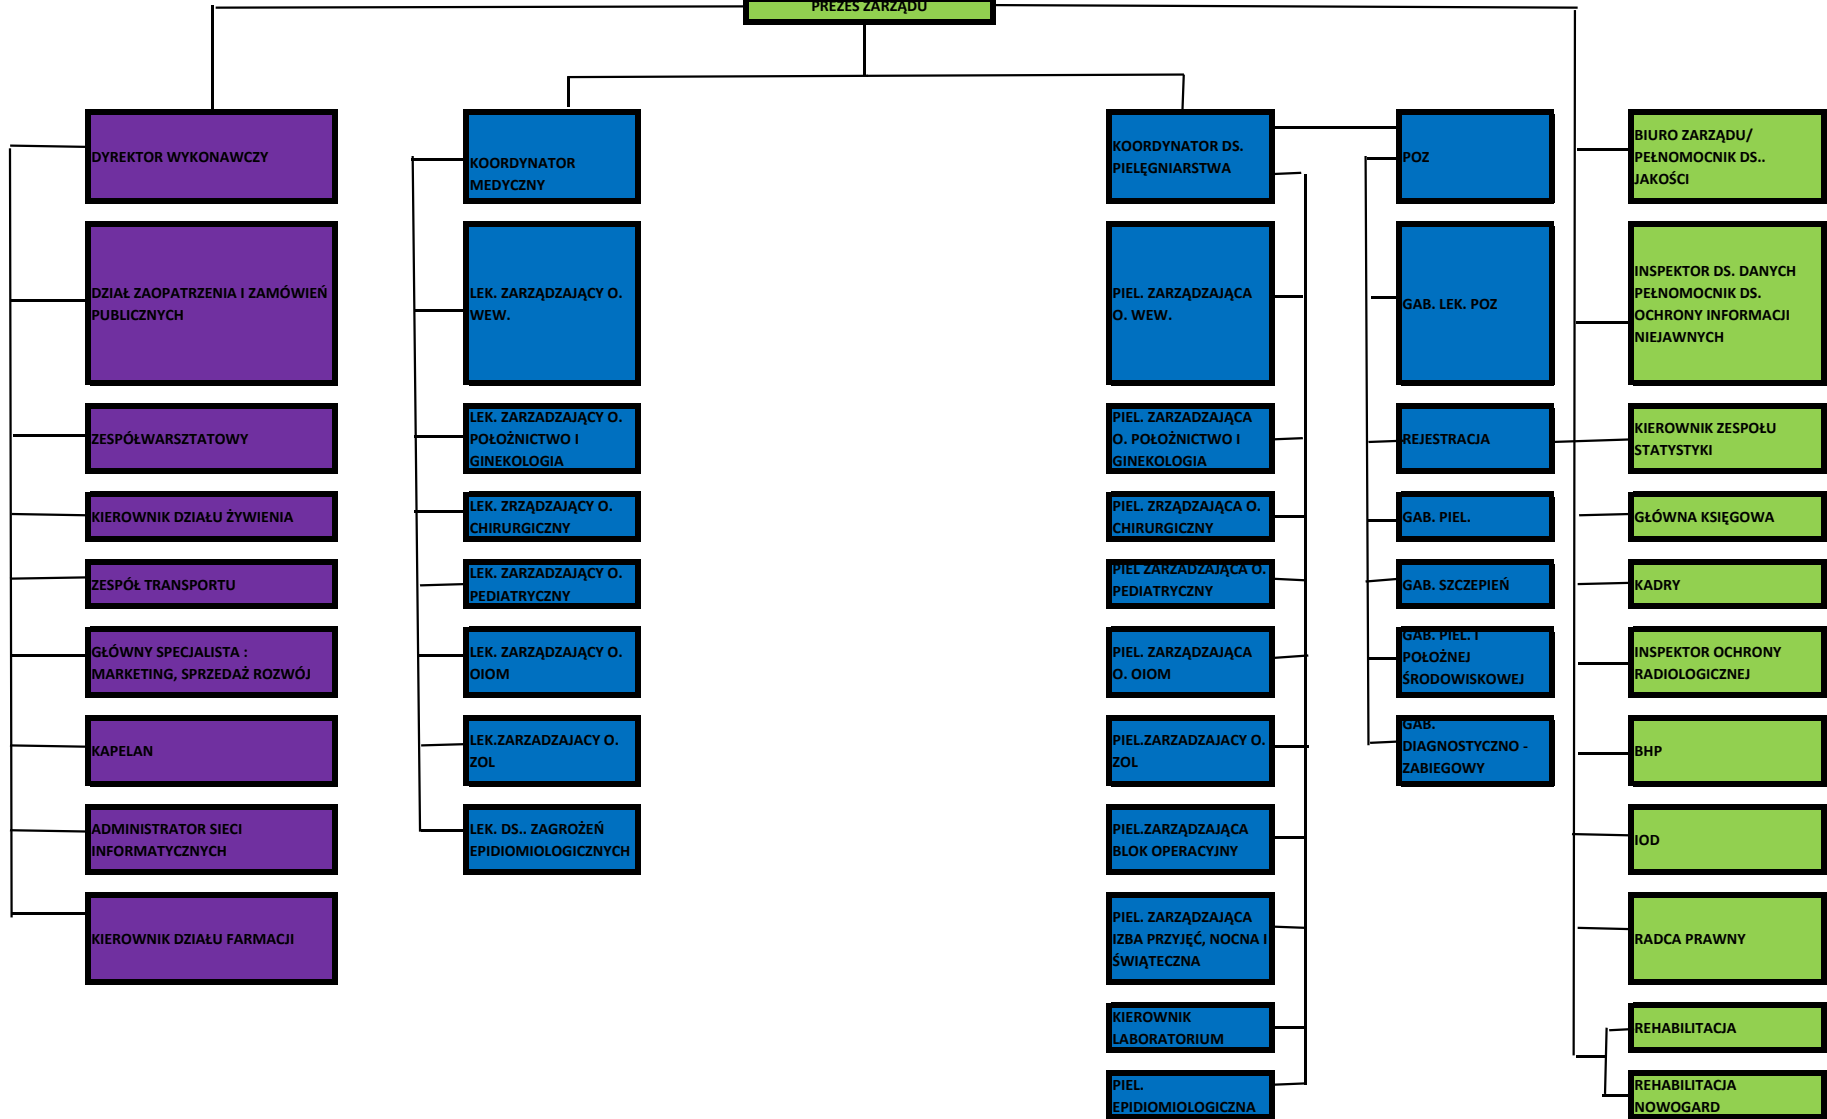 PREZES ZARZĄDU
DYREKTOR WYKONAWCZY
DZIAŁ ZAOPATRZENIA I ZAMÓWIEŃ
PUBLICZNYCH
ZESPÓŁWARSZTATOWY
KIEROWNIK DZIAŁU ŻYWIENIA
ZESPÓŁ TRANSPORTU
GŁÓWNY SPECJALISTA :
MARKETING, SPRZEDAŻ ROZWÓJ
KAPELAN
ADMINISTRATOR SIECI
INFORMATYCZNYCH
KIEROWNIK DZIAŁU FARMACJI
KOORDYNATOR
MEDYCZNY
LEK. ZARZĄDZAJĄCY O.
WEW.
LEK. ZARZADZAJĄCY O.
POŁOŻNICTWO I
GINEKOLOGIA
LEK. ZRZĄDZAJĄCY O.
CHIRURGICZNY
LEK. ZARZADZAJĄCY O.
PEDIATRYCZNY
LEK. ZARZĄDZAJĄCY O.
OIOM
LEK.ZARZADZAJACY O.
ZOL
LEK. DS.. ZAGROŻEŃ
EPIDIOMIOLOGICZNYCH
KOORDYNATOR DS.
PIELĘGNIARSTWA
PIEL. ZARZĄDZAJĄCA
O. WEW.
PIEL. ZARZADZAJĄCA
O. POŁOŻNICTWO I
GINEKOLOGIA
PIEL. ZRZĄDZAJĄCA O.
CHIRURGICZNY
PIEL ZARZADZAJĄCA O.
PEDIATRYCZNY
PIEL. ZARZĄDZAJĄCA
O. OIOM
PIEL.ZARZADZAJACY O.
ZOL
PIEL.ZARZĄDZAJĄCA
BLOK OPERACYJNY
PIEL. ZARZĄDZAJĄCA
IZBA PRZYJĘĆ, NOCNA I
ŚWIĄTECZNA
KIEROWNIK
LABORATORIUM
PIEL.
EPIDIOMIOLOGICZNA
POZ
GAB. LEK. POZ
REJESTRACJA
GAB. PIEL.
GAB. SZCZEPIEŃ
GAB. PIEL. I
POŁOŻNEJ
ŚRODOWISKOWEJ
GAB.
DIAGNOSTYCZNO -
ZABIEGOWY
BIURO ZARZĄDU/
PEŁNOMOCNIK DS..
JAKOŚCI
INSPEKTOR DS. DANYCH
PEŁNOMOCNIK DS.
OCHRONY INFORMACJI
NIEJAWNYCH
KIEROWNIK ZESPOŁU
STATYSTYKI
GŁÓWNA KSIĘGOWA
KADRY
INSPEKTOR OCHRONY
RADIOLOGICZNEJ
BHP
IOD
RADCA PRAWNY
REHABILITACJA
REHABILITACJA
NOWOGARD